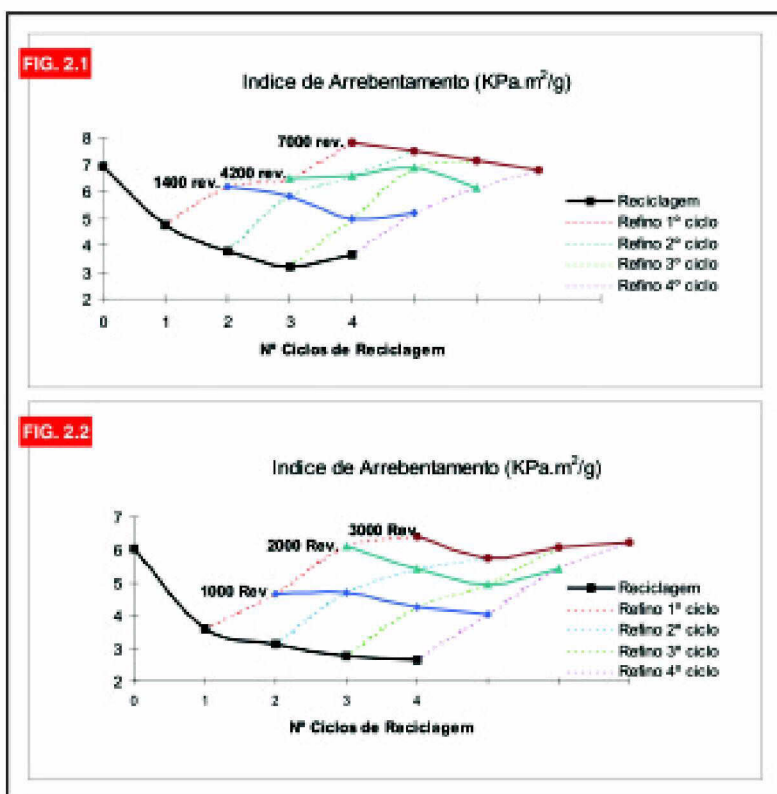 FIG. 2.1
Indice de Arrebentamento (KPa.m²/g)
8
7
6
5
4
3
2
7000 rev.
4200 rev.
1400 rev.
0 1 2 3 4
Nº Ciclos de Reciclagem
Reciclagem
Refino 1º ciclo
Refino 2º ciclo
Refino 3º ciclo
Refino 4º ciclo
FIG. 2.2
Indice de Arrebentamento (KPa.m²/g)
7
6
5
4
3
2
3000 Rev.
2000 Rev.
1000 Rev
0 1 2 3 4
Nº Ciclos de Reciclagem
Reciclagem
Refino 1º ciclo
Refino 2º ciclo
Refino 3º ciclo
Refino 4º ciclo